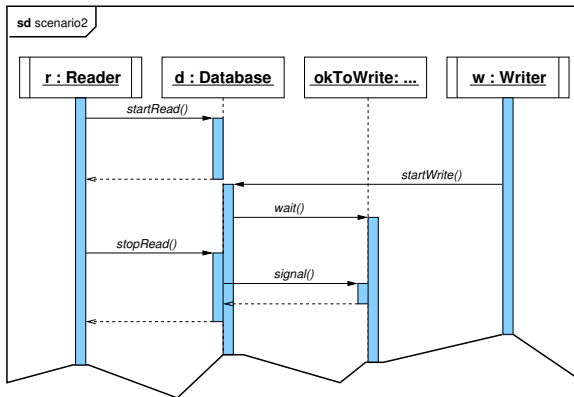 sd scenario2
r : Reader
d : Database
okToWrite: ...
w : Writer
startRead()
startWrite()
wait()
stopRead()
signal()